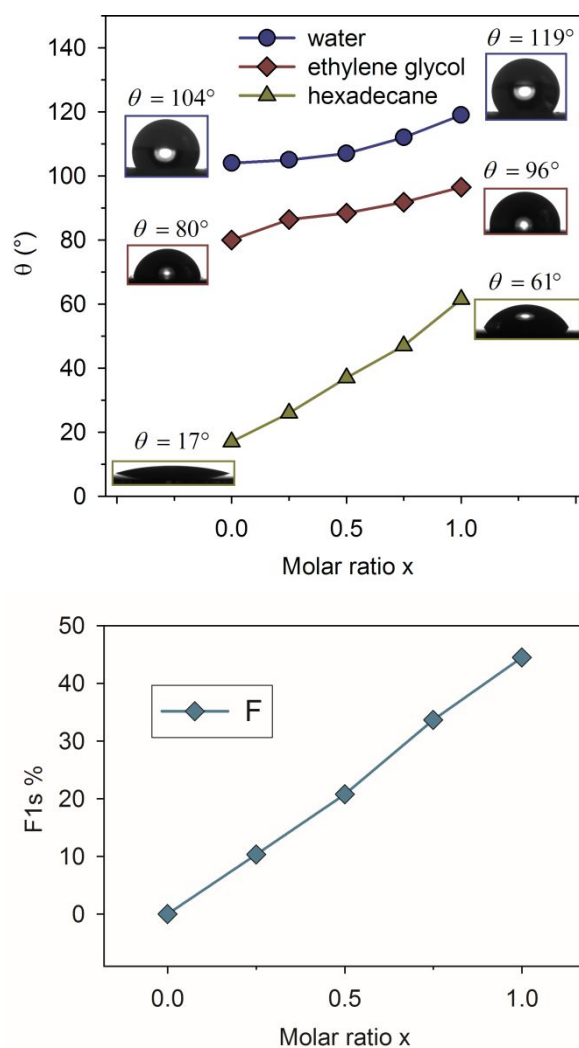 140
120
100
80
60
40
20
0
θ (°)
water
ethylene glycol
hexadecane
θ = 104°
θ = 119°
θ = 80°
θ = 96°
θ = 61°
θ = 17°
0.0 0.5 1.0
Molar ratio x
50
40
30
20
10
0
F1s %
F
0.0 0.5 1.0
Molar ratio x